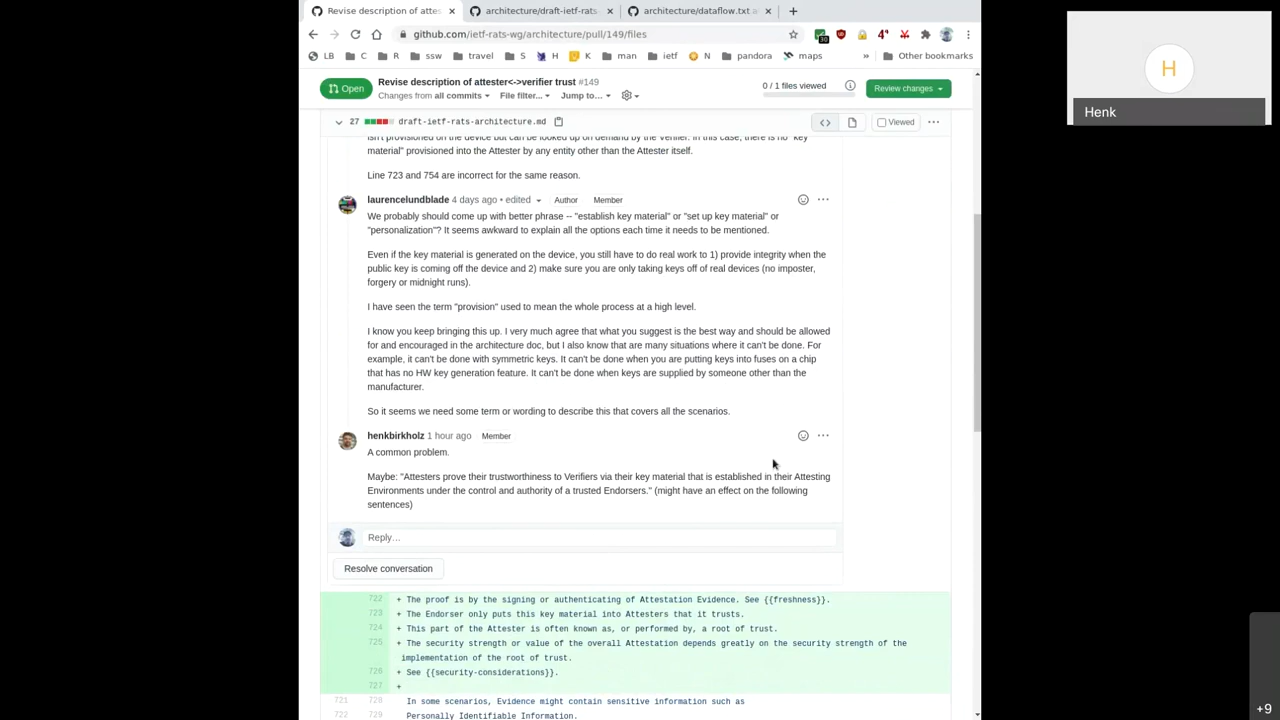 Revise description of attes
architecture/draft-ietf-rats-
architecture/dataflow.txt a
github.com/ietf-rats-wg/architecture/pull/149/files
LB
C
R
ssw
travel
S
H
K
man
ietf
N
pandora
maps
»
Other bookmarks
Open
Revise description of attester<->verifier trust #149
Changes from all commits
File filter...
Jump to...
0 / 1 files viewed
Review changes
27
draft-ietf-rats-architecture.md
Viewed
isn't provisioned on the device but can be looked up on demand by the Verifier. In this case, there is no "key
material" provisioned into the Attester by any entity other than the Attester itself.
Line 723 and 754 are incorrect for the same reason.
laurencelundblade 4 days ago • edited
Author
Member
We probably should come up with better phrase -- "establish key material" or "set up key material" or
"personalization"? It seems awkward to explain all the options each time it needs to be mentioned.
Even if the key material is generated on the device, you still have to do real work to 1) provide integrity when the
public key is coming off the device and 2) make sure you are only taking keys off of real devices (no imposter,
forgery or midnight runs).
I have seen the term "provision" used to mean the whole process at a high level.
I know you keep bringing this up. I very much agree that what you suggest is the best way and should be allowed
for and encouraged in the architecture doc, but I also know that are many situations where it can't be done. For
example, it can't be done with symmetric keys. It can't be done when you are putting keys into fuses on a chip
that has no HW key generation feature. It can't be done when keys are supplied by someone other than the
manufacturer.
So it seems we need some term or wording to describe this that covers all the scenarios.
henkbirkholz 1 hour ago
Member
A common problem.
Maybe: "Attesters prove their trustworthiness to Verifiers via their key material that is established in their Attesting
Environments under the control and authority of a trusted Endorsers." (might have an effect on the following
sentences)
Reply…
Resolve conversation
722 + The proof is by the signing or authenticating of Attestation Evidence. See {{freshness}}.
723 + The Endorser only puts this key material into Attesters that it trusts.
724 + This part of the Attester is often known as, or performed by, a root of trust.
725 + The security strength or value of the overall Attestation depends greatly on the security strength of the
implementation of the root of trust.
726 + See {{security-considerations}}.
727 +
721 728 In some scenarios, Evidence might contain sensitive information such as
722 729 Personally Identifiable Information.
H
Henk
+9